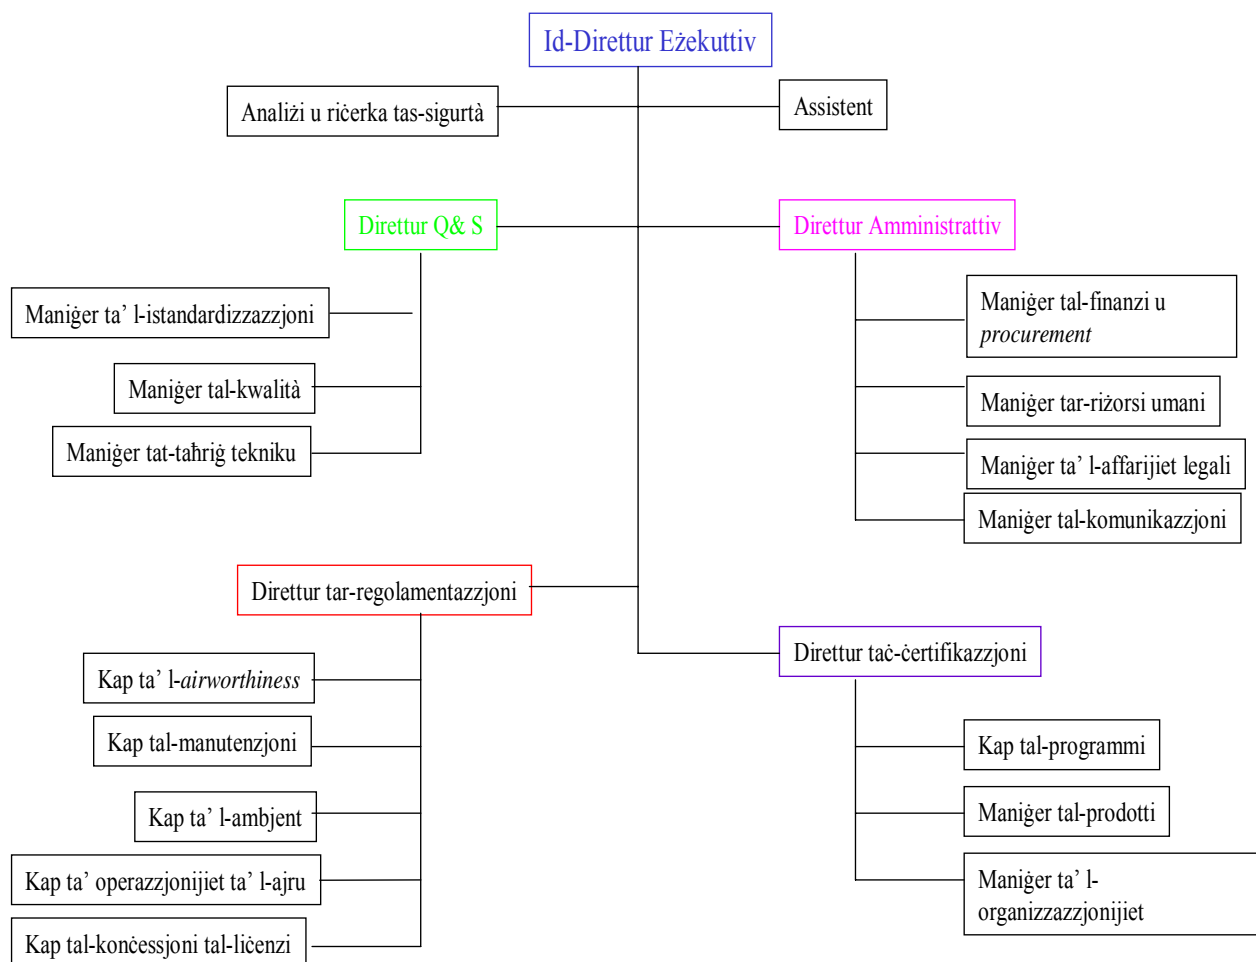 Id-Direttur Eżekuttiv
Analiżi u riċerka tas-sigurtà
Assistent
Direttur Q& S
Direttur Amministrattiv
Maniġer ta’ l-istandardizzazzjoni
Maniġer tal-kwalità
Maniġer tat-taħriġ tekniku
Maniġer tal-finanzi u
procurement
Maniġer tar-riżorsi umani
Maniġer ta’ l-affarijiet legali
Maniġer tal-komunikazzjoni
Direttur tar-regolamentazzjoni
Kap ta’ l-airworthiness
Kap tal-manutenzjoni
Kap ta’ l-ambjent
Kap ta’ operazzjonijiet ta’ l-ajru
Kap tal-konċessjoni tal-liċenzi
Direttur taċ-ċertifikazzjoni
Kap tal-programmi
Maniġer tal-prodotti
Maniġer ta’ l-
organizzazzjonijiet